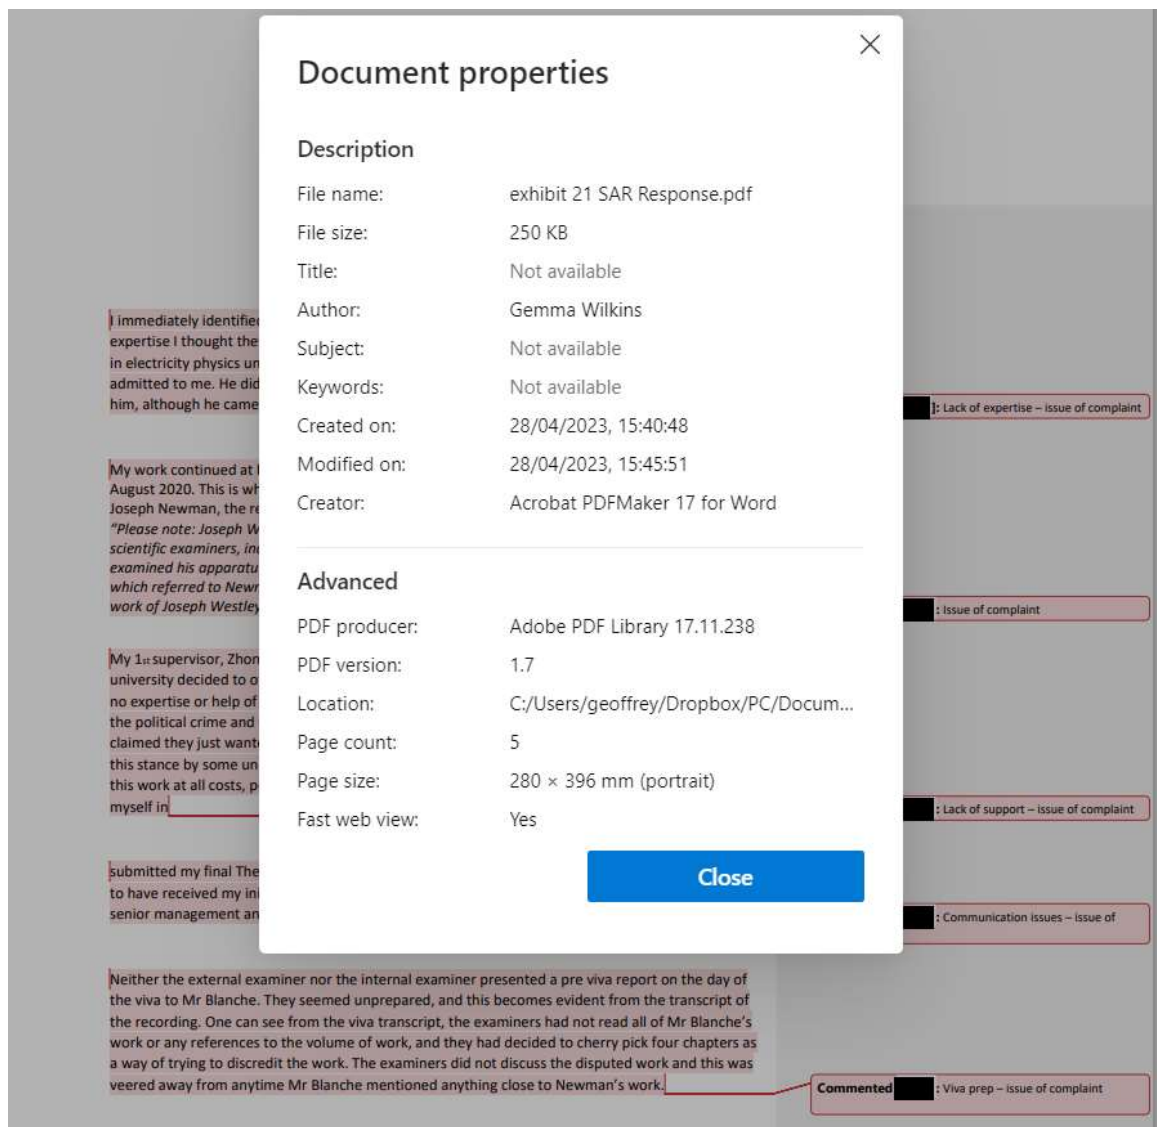 Document properties
Description
File name: exhibit 21 SAR Response.pdf
File size: 250 KB
Title: Not available
Author: Gemma Wilkins
Subject: Not available
Keywords: Not available
Created on: 28/04/2023, 15:40:48
Modified on: 28/04/2023, 15:45:51
Creator: Acrobat PDFMaker 17 for Word
Advanced
PDF producer: Adobe PDF Library 17.11.238
PDF version: 1.7
Location: C:/Users/geoffrey/Dropbox/PC/Docum...
Page count: 5
Page size: 280 × 396 mm (portrait)
Fast web view: Yes
Close
I immediately identified
expertise I thought the
in electricity physics un
admitted to me. He did
him, although he came
]: Lack of expertise – issue of complaint
My work continued at
August 2020. This is wh
Joseph Newman, the re
"Please note: Joseph W
scientific examiners, in
examined his apparatu
which referred to Newn
work of Joseph Westley
: Issue of complaint
My 1st supervisor, Zhon
university decided to o
no expertise or help of
the political crime and
claimed they just want
this stance by some un
this work at all costs, p
myself in
: Lack of support – issue of complaint
submitted my final The
to have received my ini
senior management an
: Communication issues – issue of
Neither the external examiner nor the internal examiner presented a pre viva report on the day of
the viva to Mr Blanche. They seemed unprepared, and this becomes evident from the transcript of
the recording. One can see from the viva transcript, the examiners had not read all of Mr Blanche's
work or any references to the volume of work, and they had decided to cherry pick four chapters as
a way of trying to discredit the work. The examiners did not discuss the disputed work and this was
veered away from anytime Mr Blanche mentioned anything close to Newman's work.
Commented : Viva prep – issue of complaint